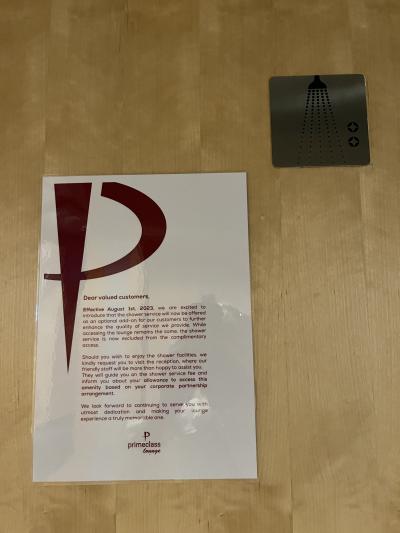 Dear valued customers,
Effective August 1st, 2023, we are excited to
introduce that the shower service will now be offered
as an optional add-on for our customers to further
enhance the quality of service we provide. While
accessing the lounge remains the same, the shower
service is now excluded from the complimentary
access.
Should you wish to enjoy the shower facilities, we
kindly request you to visit the reception, where our
friendly staff will be more than happy to assist you.
They will guide you on the shower service fee and
inform you about your allowance to access this
amenity based on your corporate partnership
arrangement.
We look forward to continuing to serve you with
utmost dedication and making your lounge
experience a truly memorable one.
primeclass
lounge